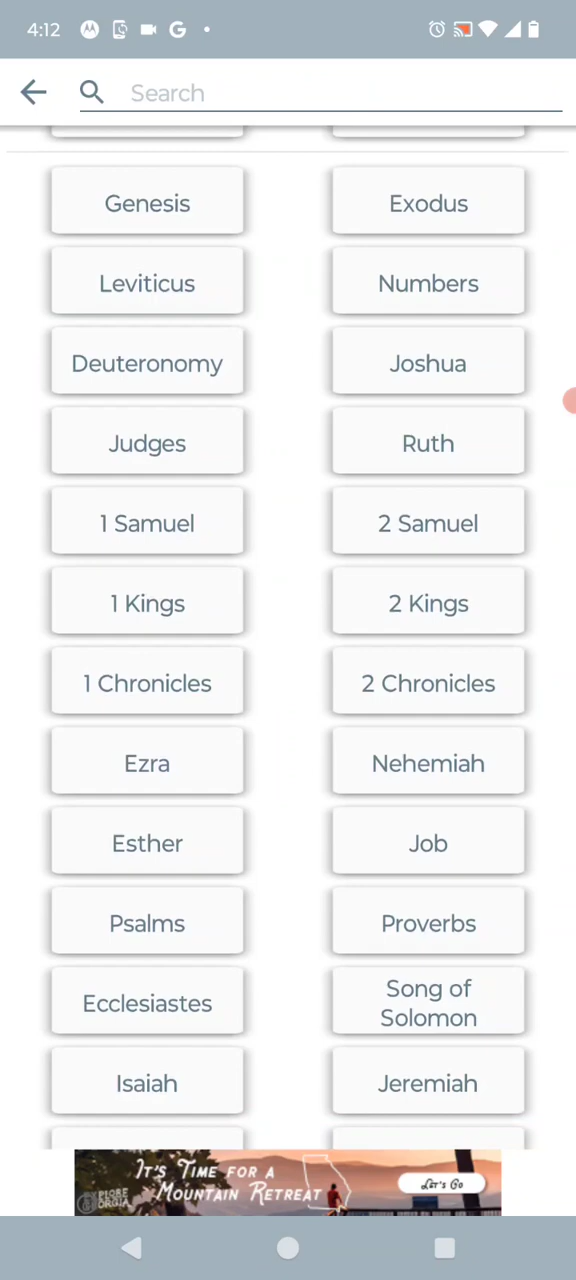 4:12
Search
Genesis
Exodus
Leviticus
Numbers
Deuteronomy
Joshua
Judges
Ruth
1 Samuel
2 Samuel
1 Kings
2 Kings
1 Chronicles
2 Chronicles
Ezra
Nehemiah
Esther
Job
Psalms
Proverbs
Ecclesiastes
Song of
Solomon
Isaiah
Jeremiah
IT'S TIME FOR A
MOUNTAIN RETREAT
LET'S GO